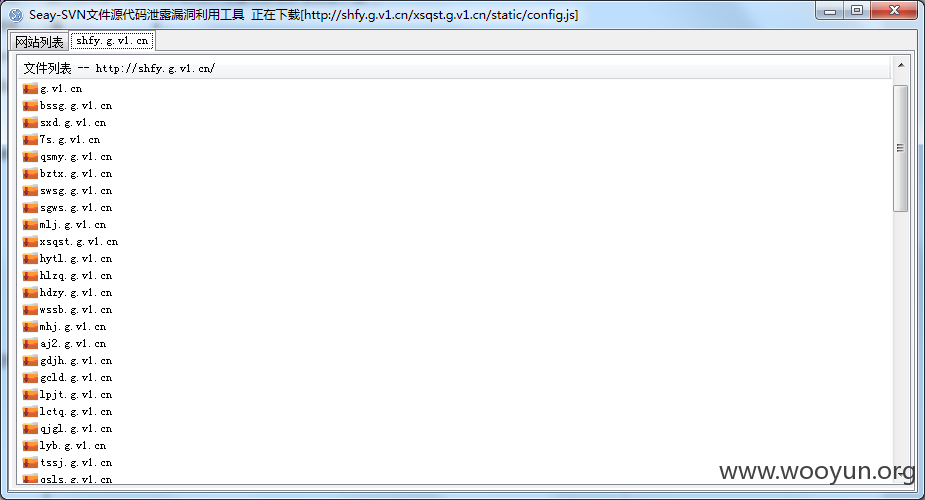 Seay-SVN文件源代码泄露漏洞利用工具 正在下载[http://shfy.g.v1.cn/xsqst.g.v1.cn/static/config.js]
网站列表 shfy.g.v1.cn
文件列表 -- http://shfy.g.v1.cn/
g.v1.cn
bssg.g.v1.cn
sxd.g.v1.cn
7s.g.v1.cn
qsmy.g.v1.cn
bztx.g.v1.cn
swsg.g.v1.cn
sgws.g.v1.cn
mlj.g.v1.cn
xsqst.g.v1.cn
hytl.g.v1.cn
hlzq.g.v1.cn
hdzy.g.v1.cn
wssb.g.v1.cn
mhj.g.v1.cn
aj2.g.v1.cn
gdjh.g.v1.cn
gcld.g.v1.cn
lpjt.g.v1.cn
lctq.g.v1.cn
qjgl.g.v1.cn
lyb.g.v1.cn
tssj.g.v1.cn
qsls.g.v1.cn
www.wooyun.org